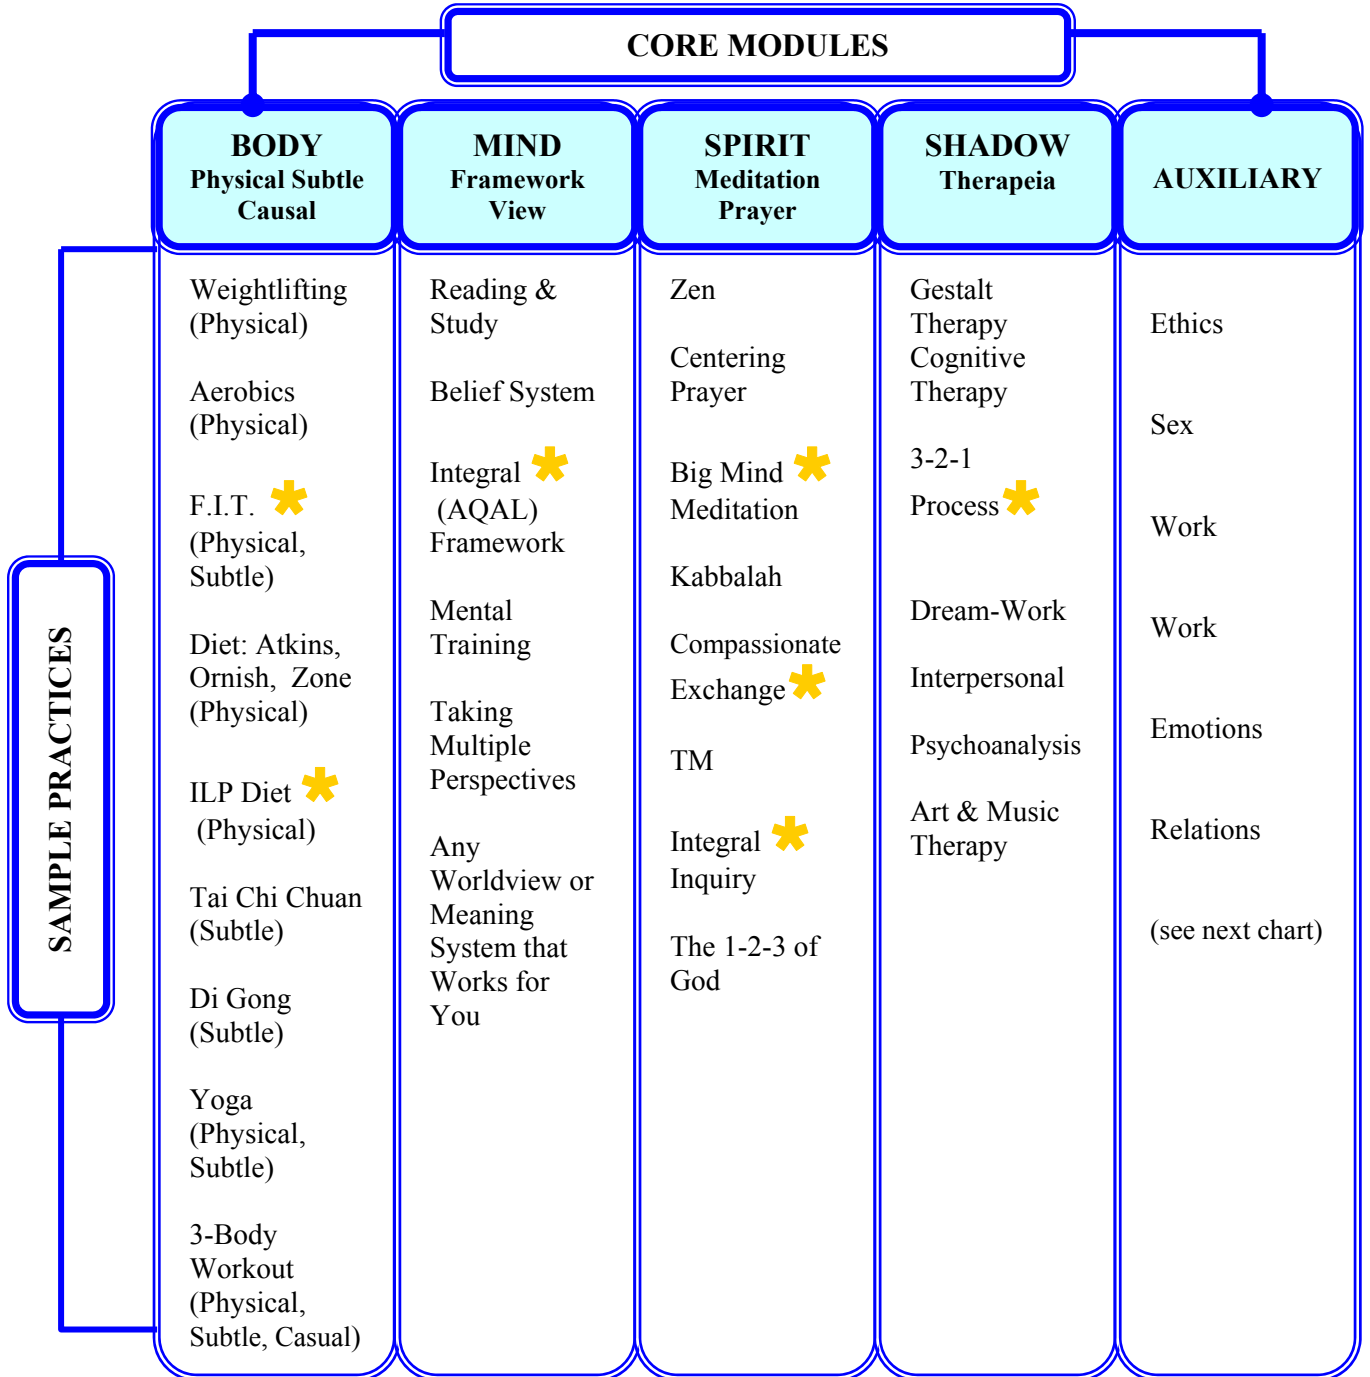 CORE MODULES
BODY
Physical Subtle
Causal
MIND
Framework
View
SPIRIT
Meditation
Prayer
SHADOW
Therapeia
AUXILIARY
SAMPLE PRACTICES
Weightlifting
(Physical)
Aerobics
(Physical)
F.I.T. *
(Physical,
Subtle)
Diet: Atkins,
Ornish, Zone
(Physical)
ILP Diet *
(Physical)
Tai Chi Chuan
(Subtle)
Di Gong
(Subtle)
Yoga
(Physical,
Subtle)
3-Body
Workout
(Physical,
Subtle, Casual)
Reading &
Study
Belief System
Integral *
(AQAL)
Framework
Mental
Training
Taking
Multiple
Perspectives
Any
Worldview or
Meaning
System that
Works for
You
Zen
Centering
Prayer
Big Mind *
Meditation
Kabbalah
Compassionate
Exchange *
TM
Integral *
Inquiry
The 1-2-3 of
God
Gestalt
Therapy
Cognitive
Therapy
3-2-1
Process *
Dream-Work
Interpersonal
Psychoanalysis
Art & Music
Therapy
Ethics
Sex
Work
Work
Emotions
Relations
(see next chart)